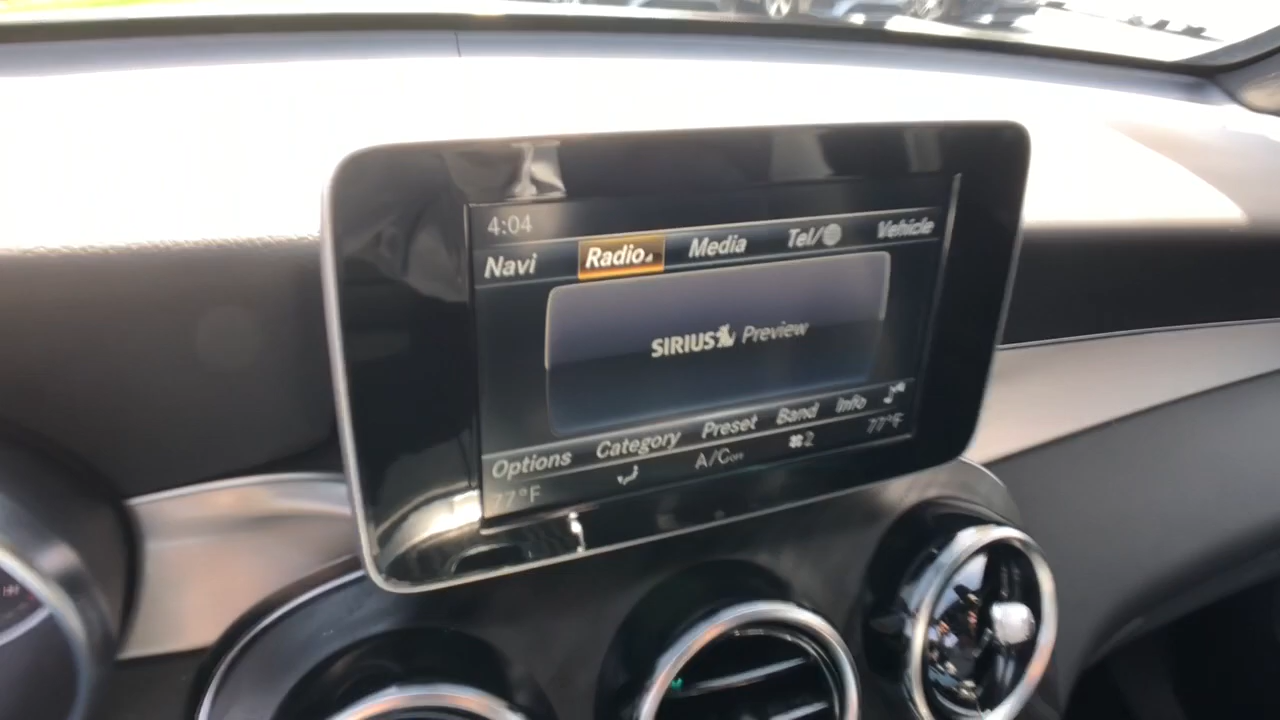 4:04
Navi Radio Media Tel/ Vehicle
SIRIUS Preview
Options Category Preset Band Info
77°F A/C 2 77°F